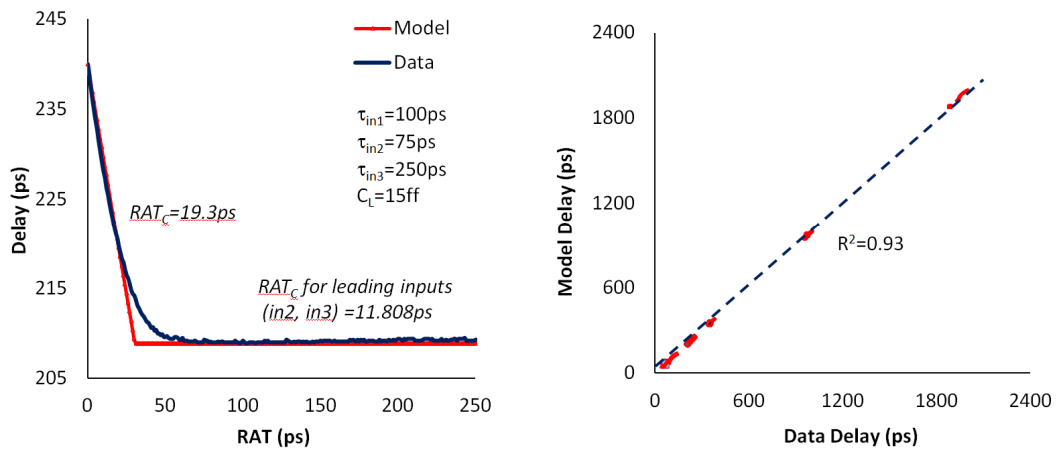 245
235
225
215
205
0
50
100
150
200
250
Delay (ps)
RAT (ps)
Model
Data
τin1=100ps
τin2=75ps
τin3=250ps
CL=15ff
RATC=19.3ps
RATC for leading inputs
(in2, in3) =11.808ps
2400
1800
1200
600
0
0
600
1200
1800
2400
Model Delay (ps)
Data Delay (ps)
R²=0.93